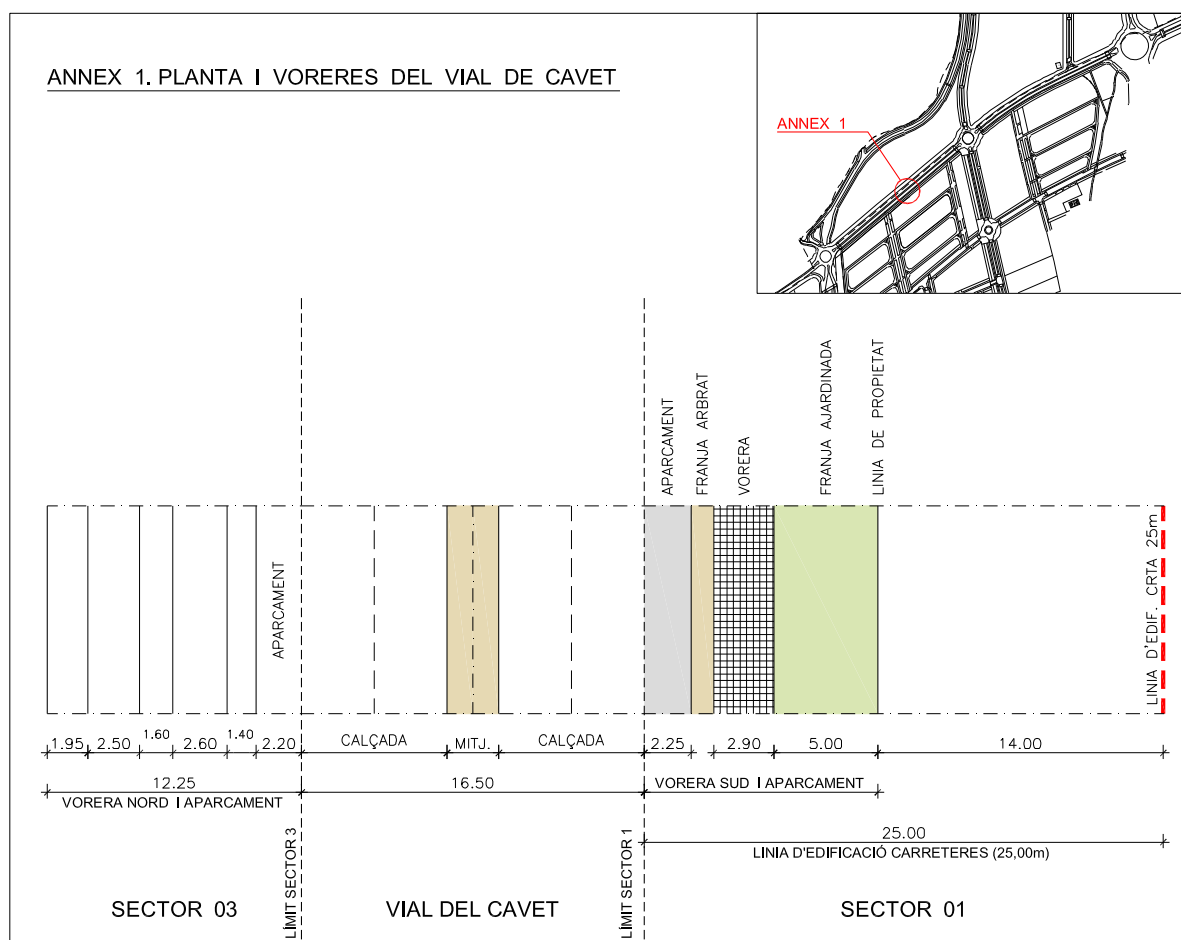 ANNEX 1. PLANTA I VORERES DEL VIAL DE CAVET
ANNEX 1
APARCAMENT
FRANJA ARBRAT
VORERA
FRANJA AJARDINADA
LINIA DE PROPIETAT
APARCAMENT
LINIA D'EDIF. CRTA 25m
1.95 2.50 1.60 2.60 1.40 2.20 CALÇADA MITJ. CALÇADA 2.25 2.90 5.00 14.00
12.25 16.50 VORERA SUD I APARCAMENT
VORERA NORD I APARCAMENT
25.00
LINIA D'EDIFICACIÓ CARRETERES (25,00m)
LÍMIT SECTOR 3
LÍMIT SECTOR 1
SECTOR 03 VIAL DEL CAVET SECTOR 01